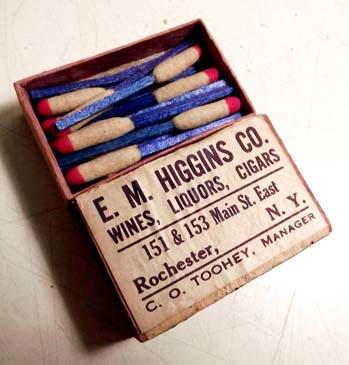 E. M. HIGGINS CO.
WINES, LIQUORS, CIGARS
151 & 153 Main St. East
Rochester, N. Y.
C. O. TOOHEY, MANAGER